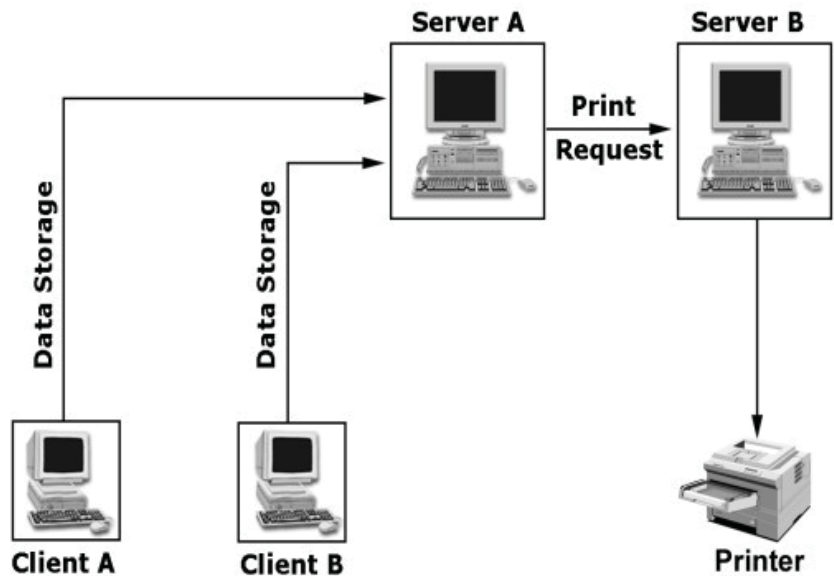 Server A
Server B
Print
Request
Data Storage
Data Storage
Client A
Client B
Printer